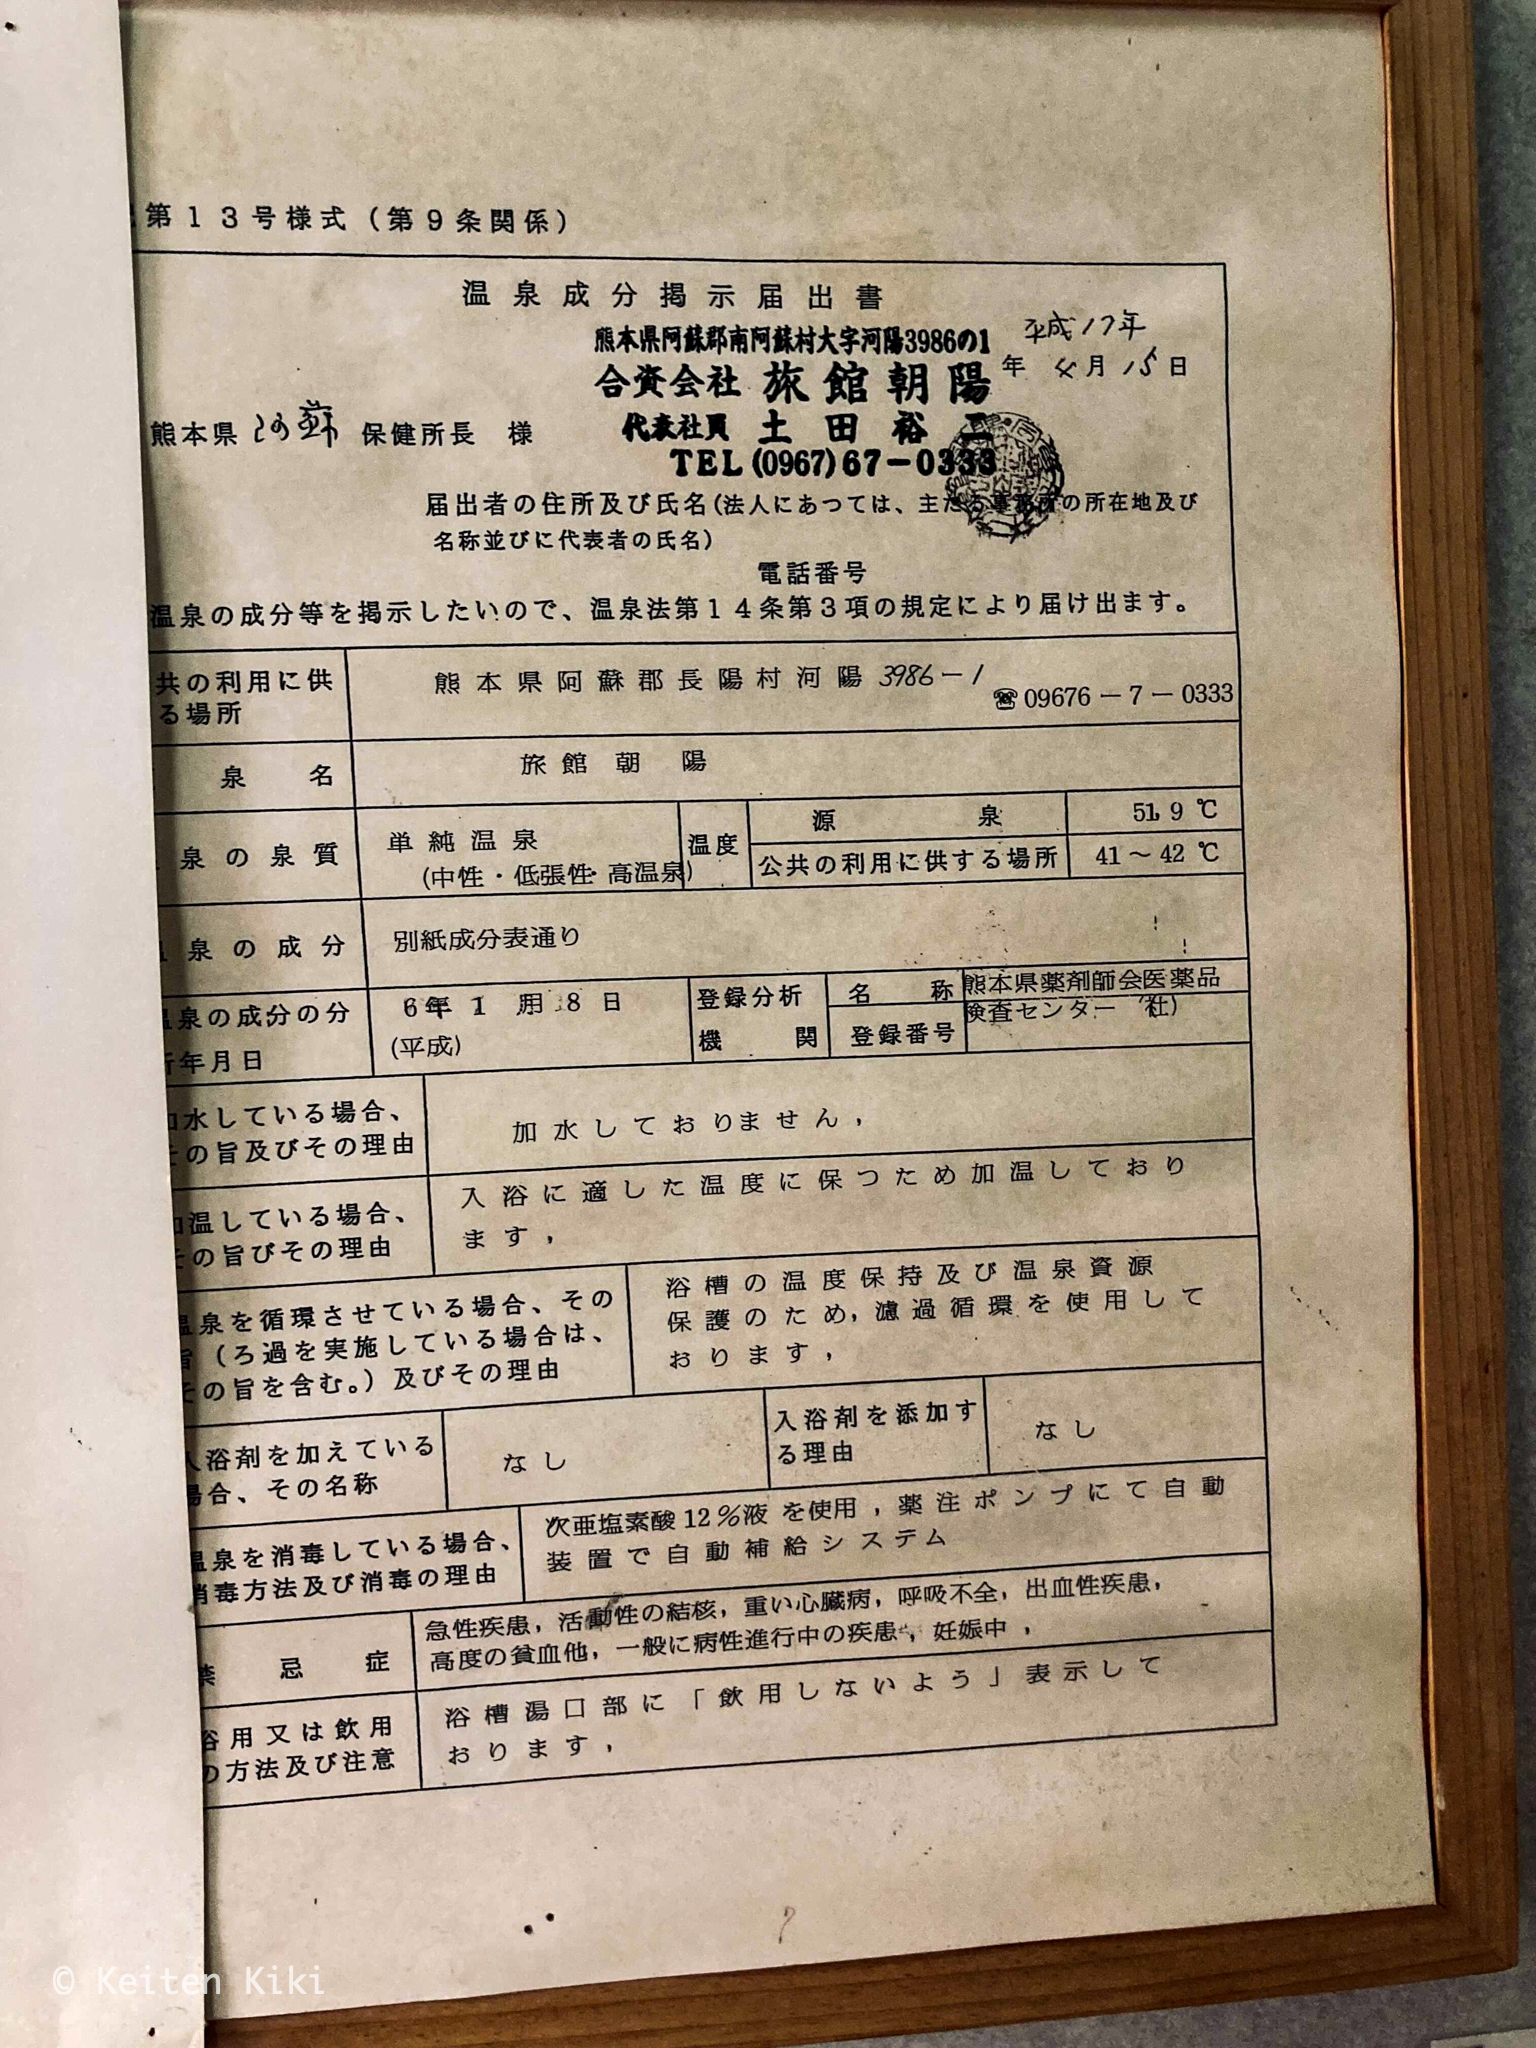 第13号様式（第9条関係）
温泉成分掲示届出書
熊本県阿蘇郡南阿蘇村大字河陽3986の1
平成17年
合資会社 旅館朝陽
年 4月 15日
代表社員 土田裕二
熊本県 阿蘇 保健所長 様
TEL(0967)67-0333
届出者の住所及び氏名(法人にあつては、主たる事務所の所在地及び
名称並びに代表者の氏名)
電話番号
温泉の成分等を掲示したいので、温泉法第14条第3項の規定により届け出ます。
共の利用に供
る場所
熊本県阿蘇郡長陽村河陽 3986-1
☎09676-7-0333
泉名
旅館朝陽
泉の泉質
単純温泉
(中性・低張性・高温泉)
温度
源泉
51.9℃
公共の利用に供する場所
41～42℃
泉の成分
別紙成分表通り
温泉の成分の分
年月日
6年 1月 8日
(平成)
登録分析
機関
名称
熊本県薬剤師会医薬品
検査センター (社)
登録番号
加水している場合、
その旨及びその理由
加水しておりません,
加温している場合、
その旨びその理由
入浴に適した温度に保つため加温しており
ます,
温泉を循環させている場合、その
旨（ろ過を実施している場合は、
その旨を含む。）及びその理由
浴槽の温度保持及び温泉資源
保護のため,濾過循環を使用して
おります,
入浴剤を加えている
場合、その名称
なし
入浴剤を添加す
る理由
なし
温泉を消毒している場合、
消毒方法及び消毒の理由
次亜塩素酸12%液を使用,薬注ポンプにて自動
装置で自動補給システム
禁忌症
急性疾患,活動性の結核,重い心臓病,呼吸不全,出血性疾患,
高度の貧血他,一般に病性進行中の疾患,妊娠中,
浴用又は飲用
の方法及び注意
浴槽湯口部に「飲用しないよう」表示して
おります,
© Keiten Kiki